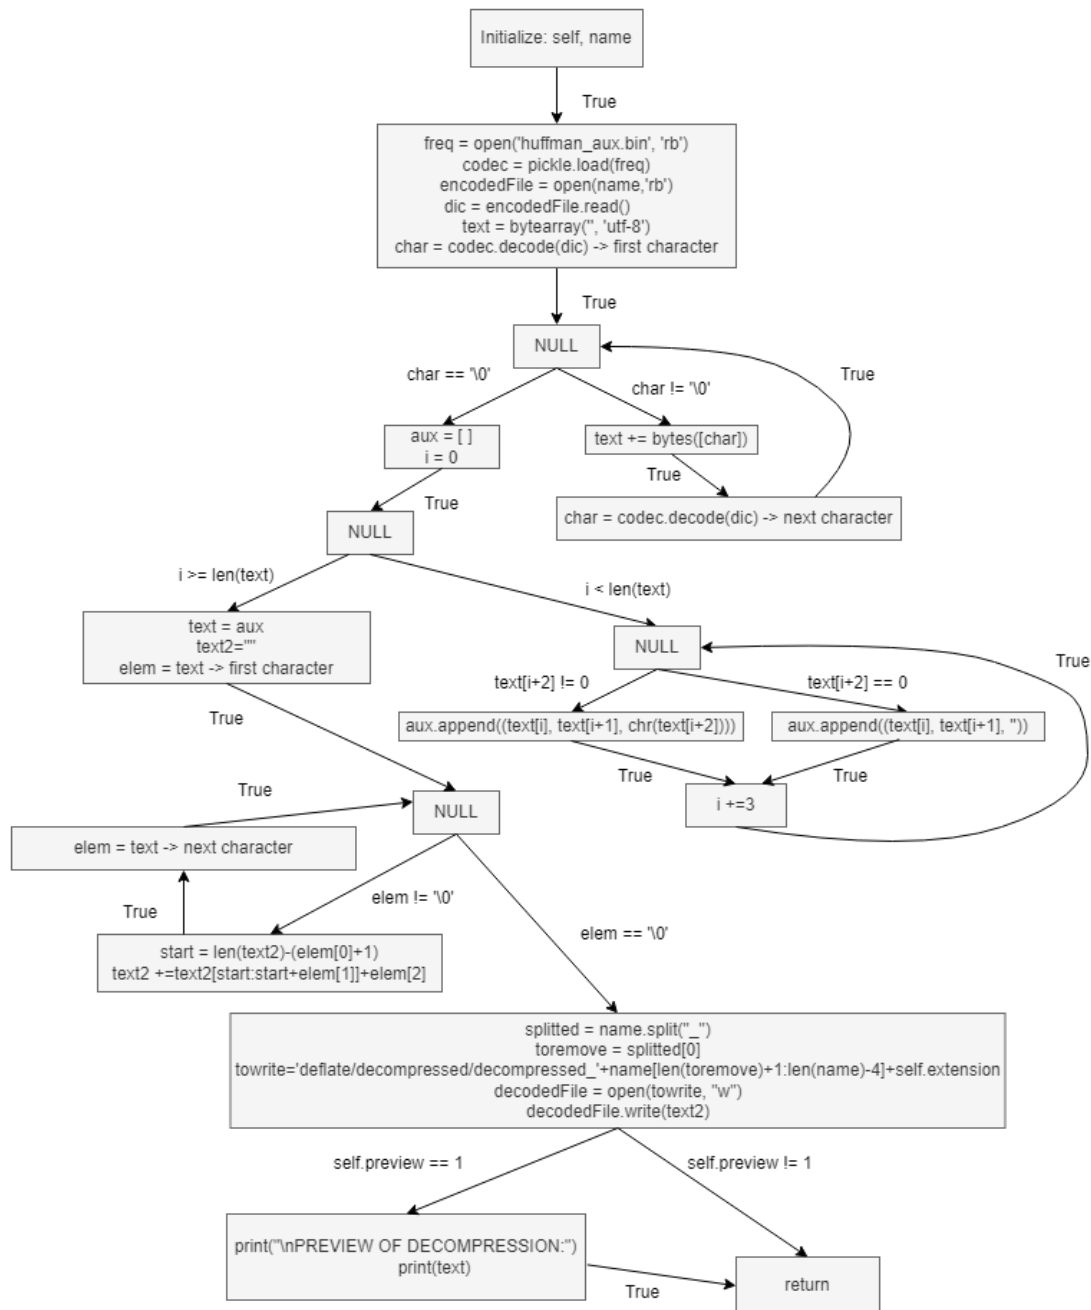 Initialize: self, name
True
freq = open('huffman_aux.bin', 'rb')
codec = pickle.load(freq)
encodedFile = open(name,'rb')
dic = encodedFile.read()
text = bytearray('', 'utf-8')
char = codec.decode(dic) -> first character
True
NULL
True
char == '\0'
char != '\0'
aux = [ ]
i = 0
text += bytes([char])
True
True
char = codec.decode(dic) -> next character
NULL
i >= len(text)
i < len(text)
text = aux
text2=""
elem = text -> first character
NULL
True
text[i+2] != 0
text[i+2] == 0
True
aux.append((text[i], text[i+1], chr(text[i+2])))
aux.append((text[i], text[i+1], ''))
True
True
True
i +=3
NULL
elem = text -> next character
elem != '\0'
True
elem == '\0'
start = len(text2)-(elem[0]+1)
text2 +=text2[start:start+elem[1]]+elem[2]
splitted = name.split("_")
toremove = splitted[0]
towrite='deflate/decompressed/decompressed_'+name[len(toremove)+1:len(name)-4]+self.extension
decodedFile = open(towrite, "w")
decodedFile.write(text2)
self.preview == 1
self.preview != 1
print("\nPREVIEW OF DECOMPRESSION:")
print(text)
True
return